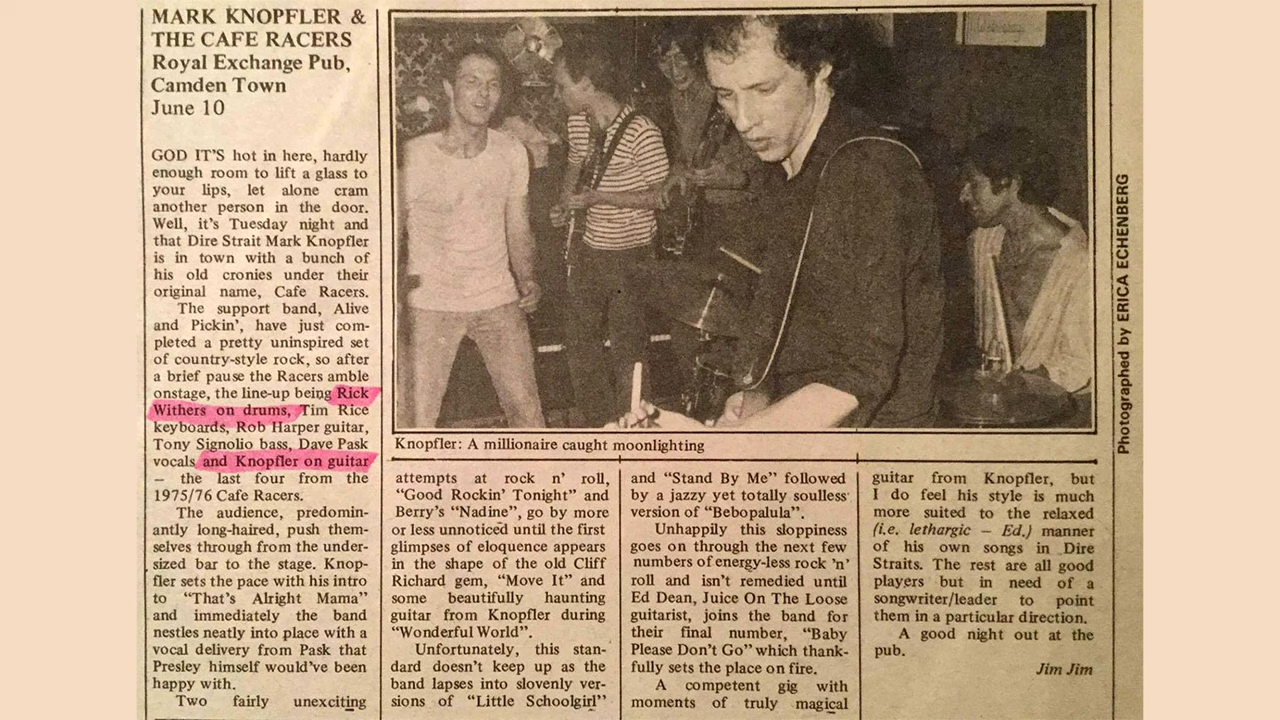 MARK KNOPFLER &
THE CAFE RACERS
Royal Exchange Pub,
Camden Town
June 10
GOD IT'S hot in here, hardly
enough room to lift a glass to
your lips, let alone cram
another person in the door.
Well, it's Tuesday night and
that Dire Strait Mark Knopfler
is in town with a bunch of
his old cronies under their
original name, Cafe Racers.
The support band, Alive
and Pickin', have just com-
pleted a pretty uninspired set
of country-style rock, so after
a brief pause the Racers amble
onstage, the line-up being Rick
Withers on drums, Tim Rice
keyboards, Rob Harper guitar,
Tony Signolio bass, Dave Pask
vocals and Knopfler on guitar
— the last four from the
1975/76 Cafe Racers.
The audience, predomin-
antly long-haired, push them-
selves through from the under-
sized bar to the stage. Knop-
fler sets the pace with his intro
to "That's Alright Mama"
and immediately the band
nestles neatly into place with a
vocal delivery from Pask that
Presley himself would've been
happy with.
Two fairly unexciting
Knopfler: A millionaire caught moonlighting
Photographed by ERICA ECHENBERG
attempts at rock n' roll,
"Good Rockin' Tonight" and
Berry's "Nadine", go by more
or less unnoticed until the first
glimpses of eloquence appears
in the shape of the old Cliff
Richard gem, "Move It" and
some beautifully haunting
guitar from Knopfler during
"Wonderful World".
Unfortunately, this stan-
dard doesn't keep up as the
band lapses into slovenly ver-
sions of "Little Schoolgirl"
and "Stand By Me" followed
by a jazzy yet totally soulless
version of "Bebopalula".
Unhappily this sloppiness
goes on through the next few
numbers of energy-less rock 'n'
roll and isn't remedied until
Ed Dean, Juice On The Loose
guitarist, joins the band for
their final number, "Baby
Please Don't Go" which thank-
fully sets the place on fire.
A competent gig with
moments of truly magical
guitar from Knopfler, but
I do feel his style is much
more suited to the relaxed
(i.e. lethargic — Ed.) manner
of his own songs in Dire
Straits. The rest are all good
players but in need of a
songwriter/leader to point
them in a particular direction.
A good night out at the
pub.
Jim Jim